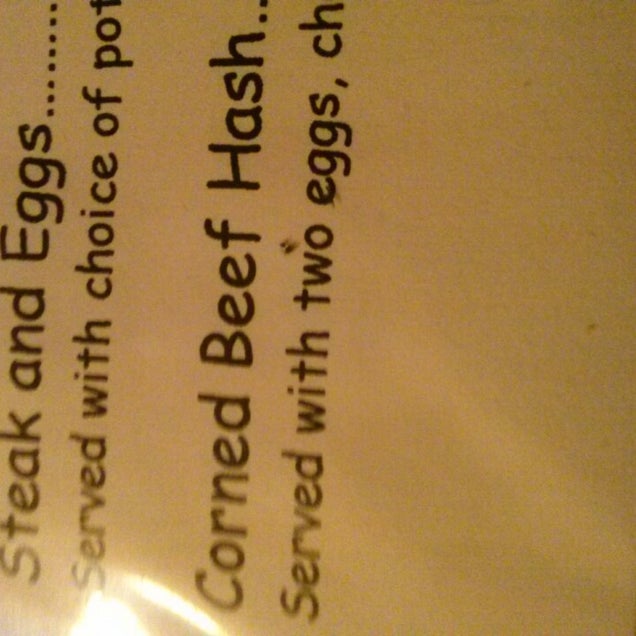 Steak and Eggs........
Served with choice of
Corned Beef Hash..
Served with two eggs,